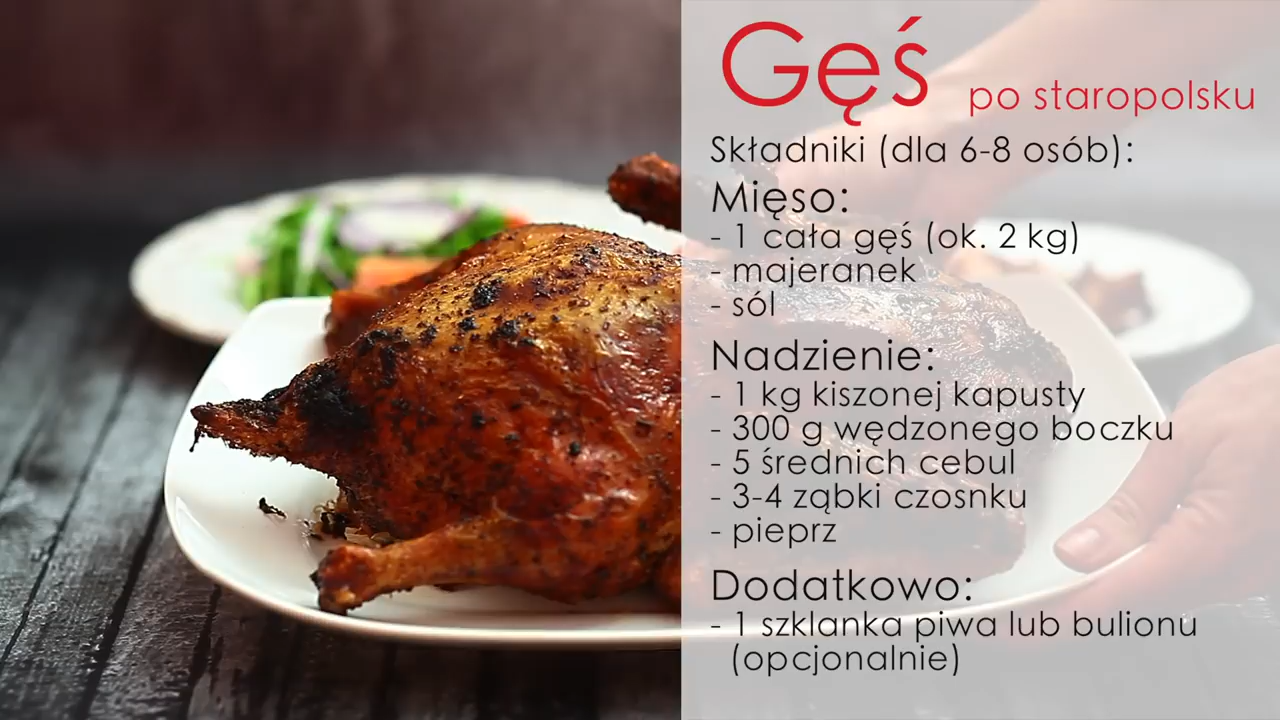 Gęś po staropolsku
Składniki (dla 6-8 osób):
Mięso:
- 1 cała gęś (ok. 2 kg)
- majeranek
- sól
Nadzienie:
- 1 kg kiszonej kapusty
- 300 g wędzonego boczku
- 5 średnich cebul
- 3-4 ząbki czosnku
- pieprz
Dodatkowo:
- 1 szklanka piwa lub bulionu
(opcjonalnie)